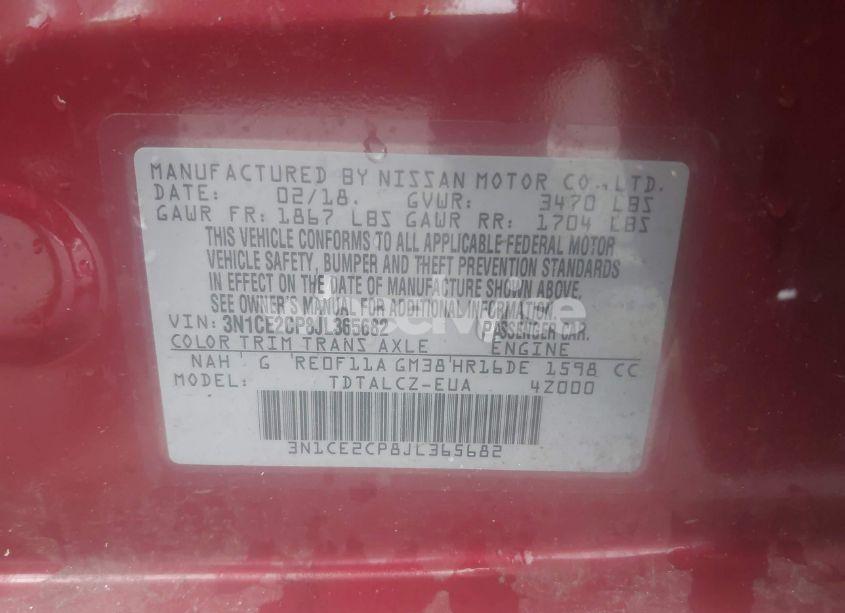 MANUFACTURED BY NISSAN MOTOR CO.,LTD.
DATE: 02/18. GVWR: 3470 LBS
GAWR FR: 1867 LBS GAWR RR: 1704 LBS
THIS VEHICLE CONFORMS TO ALL APPLICABLE FEDERAL MOTOR
VEHICLE SAFETY, BUMPER AND THEFT PREVENTION STANDARDS
IN EFFECT ON THE DATE OF MANUFACTURE SHOWN ABOVE.
SEE OWNER'S MANUAL FOR ADDITIONAL INFORMATION.
VIN: 3N1CE2CP8JL365682 PASSENGER CAR.
COLOR TRIM TRANS AXLE ENGINE
NAH G RE0F11A GM38 HR16DE 1598 CC
MODEL: TDTALCZ-EUA 4Z000
3N1CE2CP8JL365682